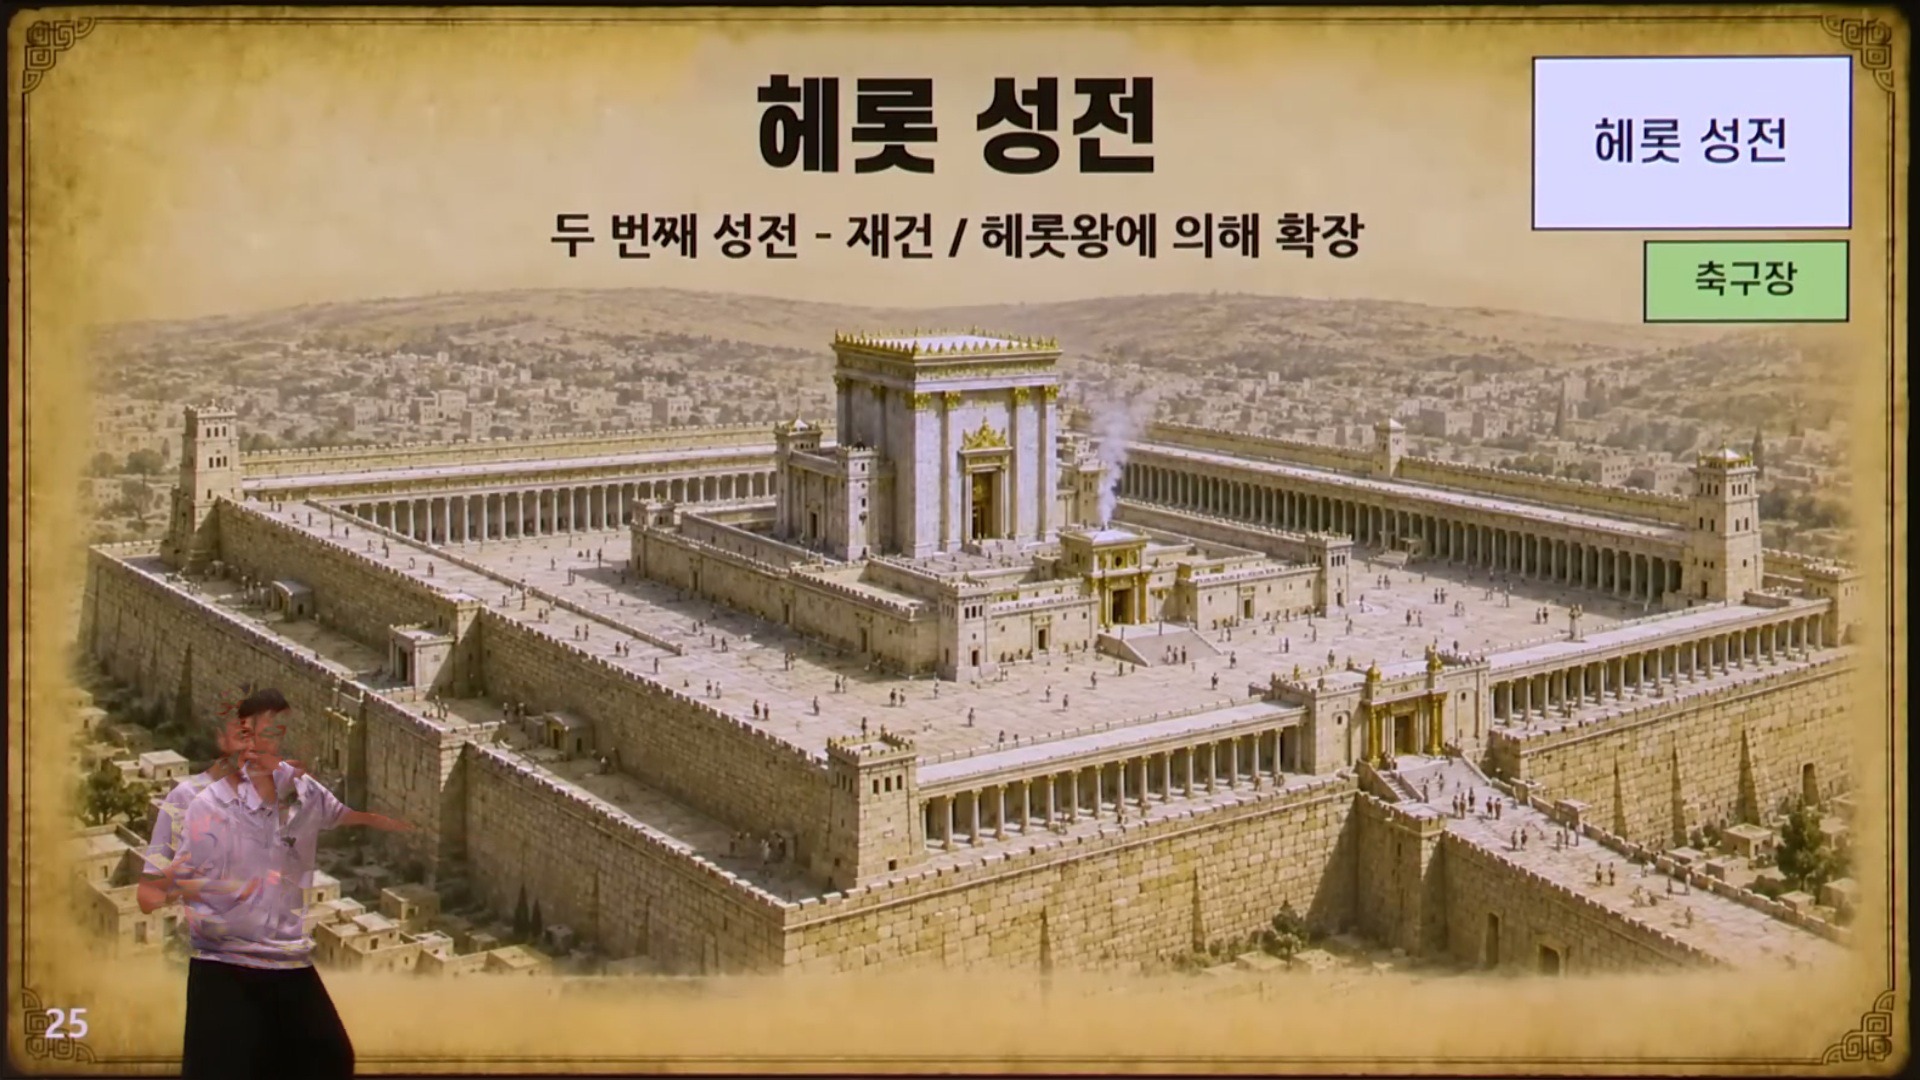 헤롯 성전
두 번째 성전 - 재건 / 헤롯왕에 의해 확장
헤롯 성전
축구장
25